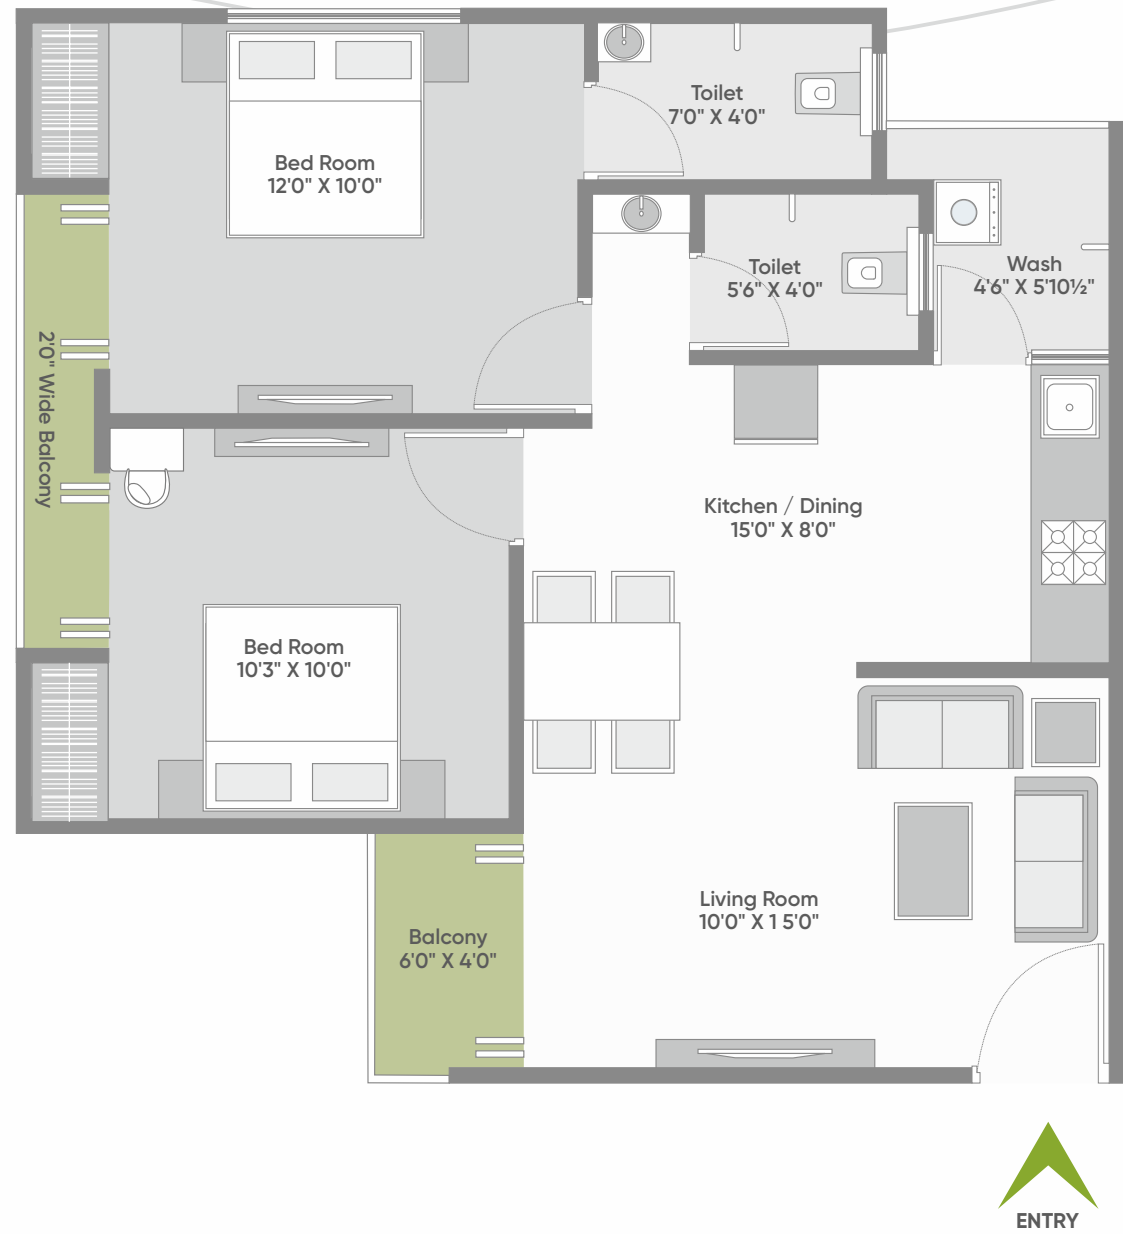 Toilet
7'0" X 4'0"
Bed Room
12'0" X 10'0"
Toilet
5'6" X 4'0"
Wash
4'6" X 5'10½"
2'0" Wide Balcony
Kitchen / Dining
15'0" X 8'0"
Bed Room
10'3" X 10'0"
Living Room
10'0" X 1 5'0"
Balcony
6'0" X 4'0"
ENTRY